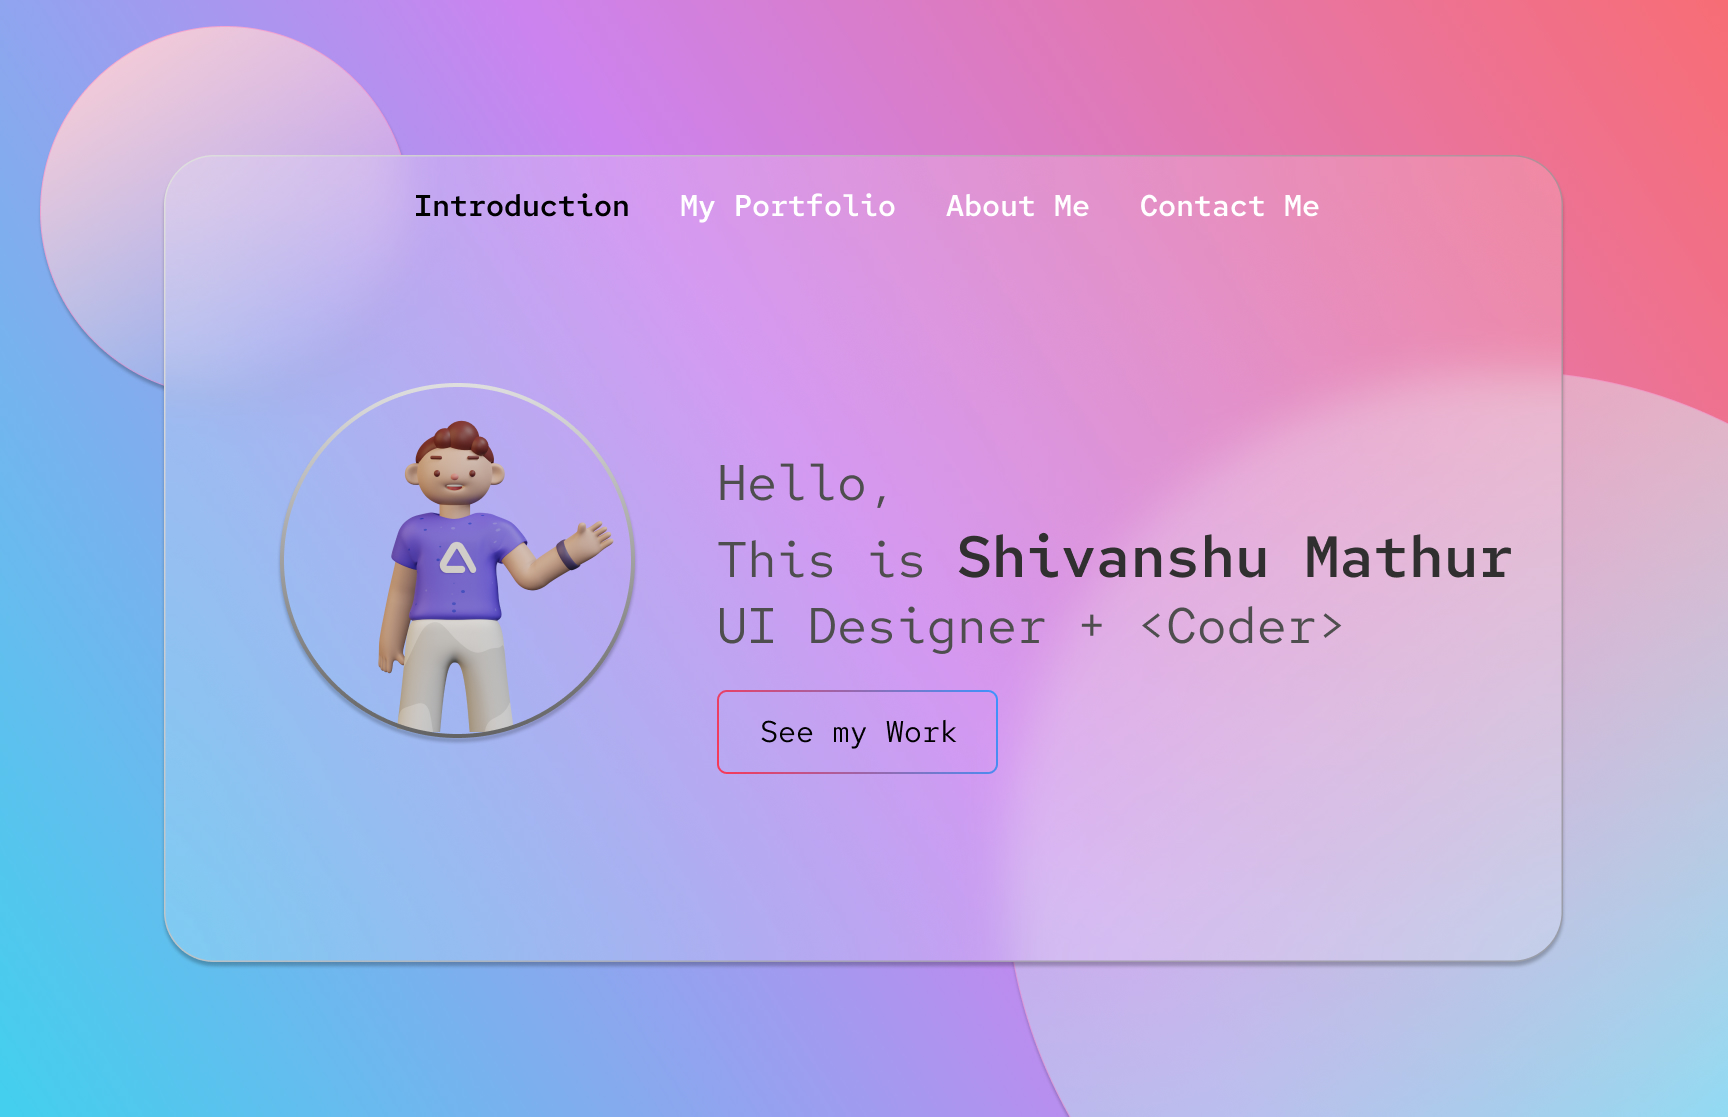 Introduction My Portfolio About Me Contact Me
Hello,
This is Shivanshu Mathur
UI Designer + <Coder>
See my Work